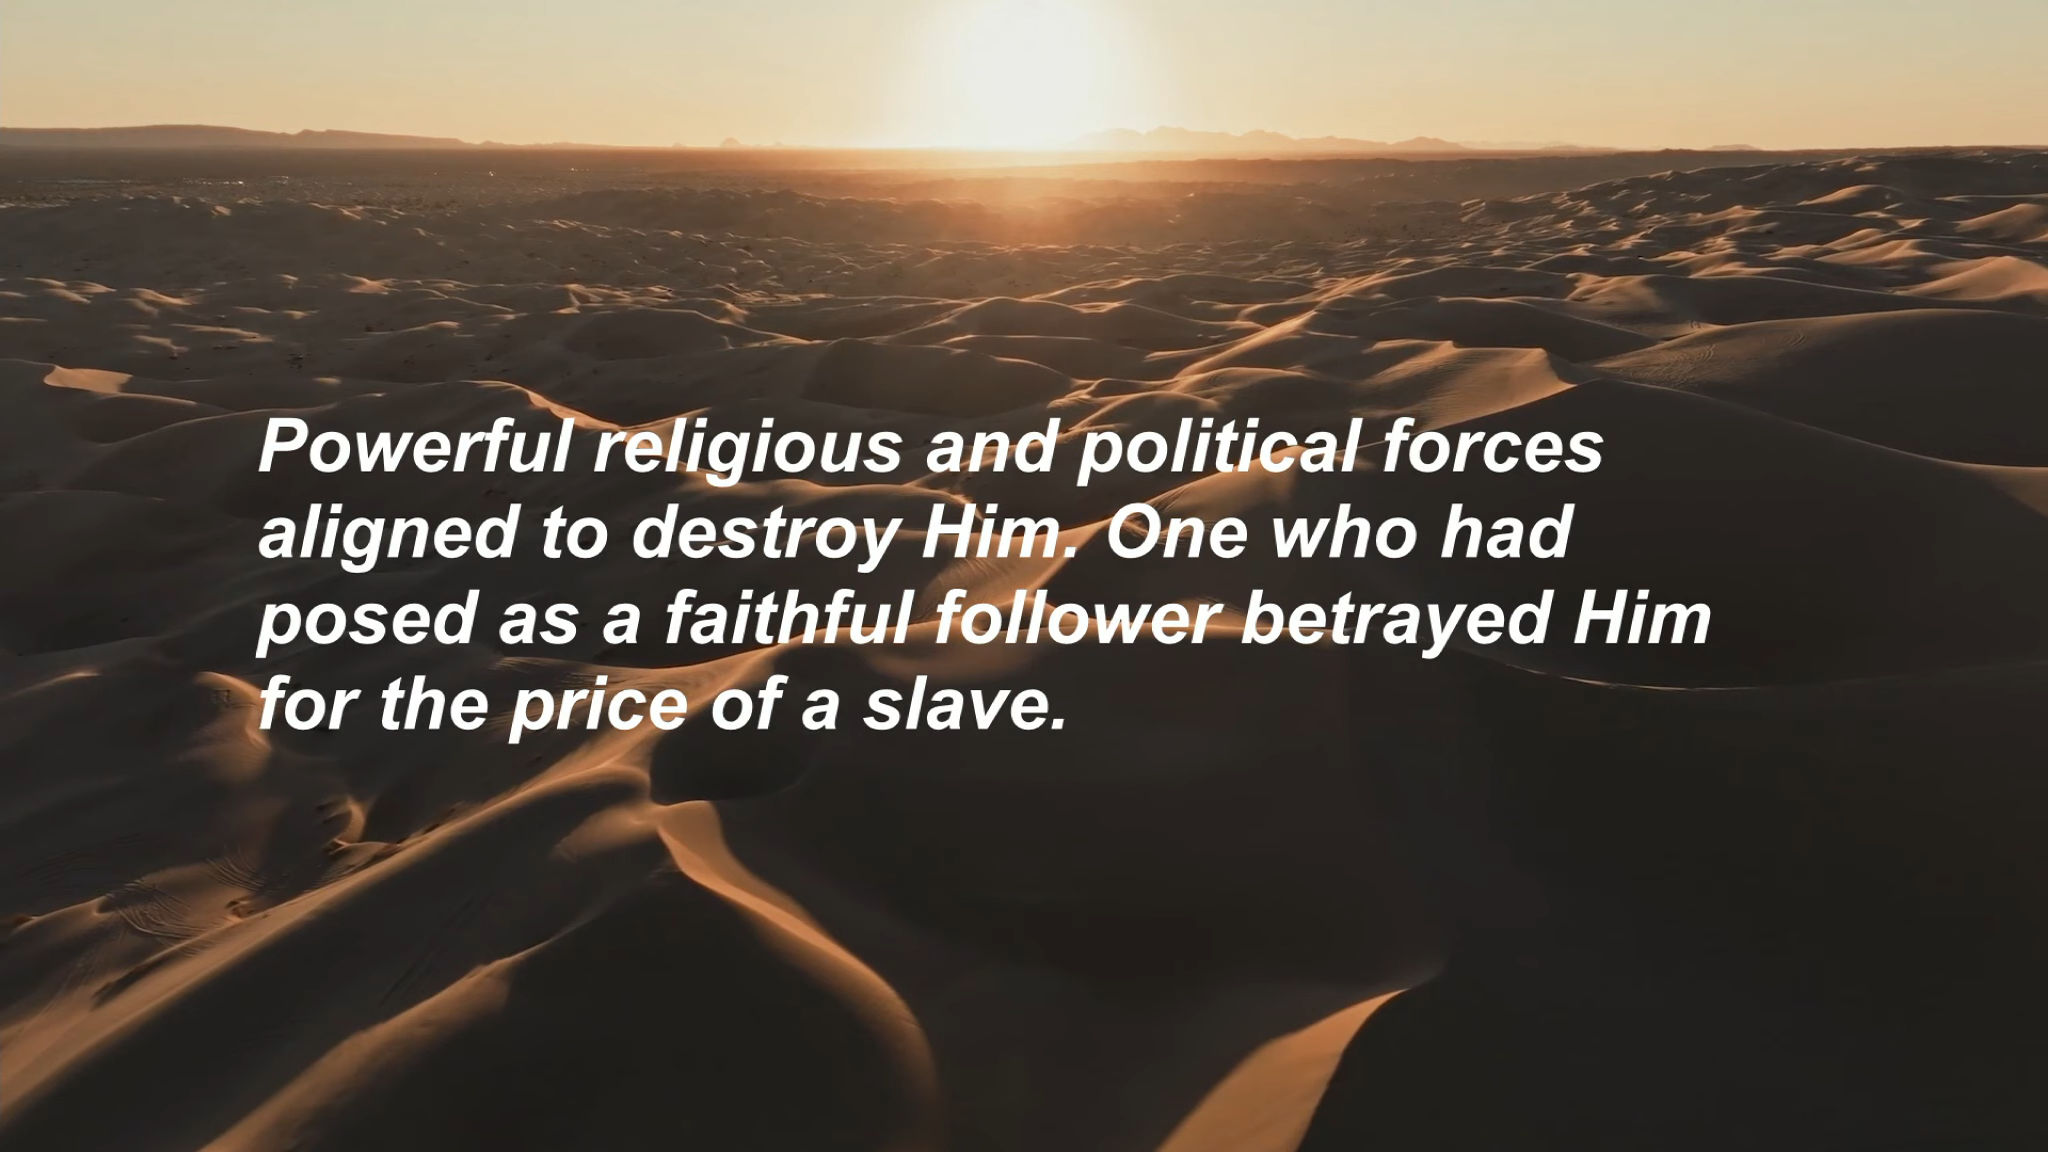 Powerful religious and political forces
aligned to destroy Him. One who had
posed as a faithful follower betrayed Him
for the price of a slave.